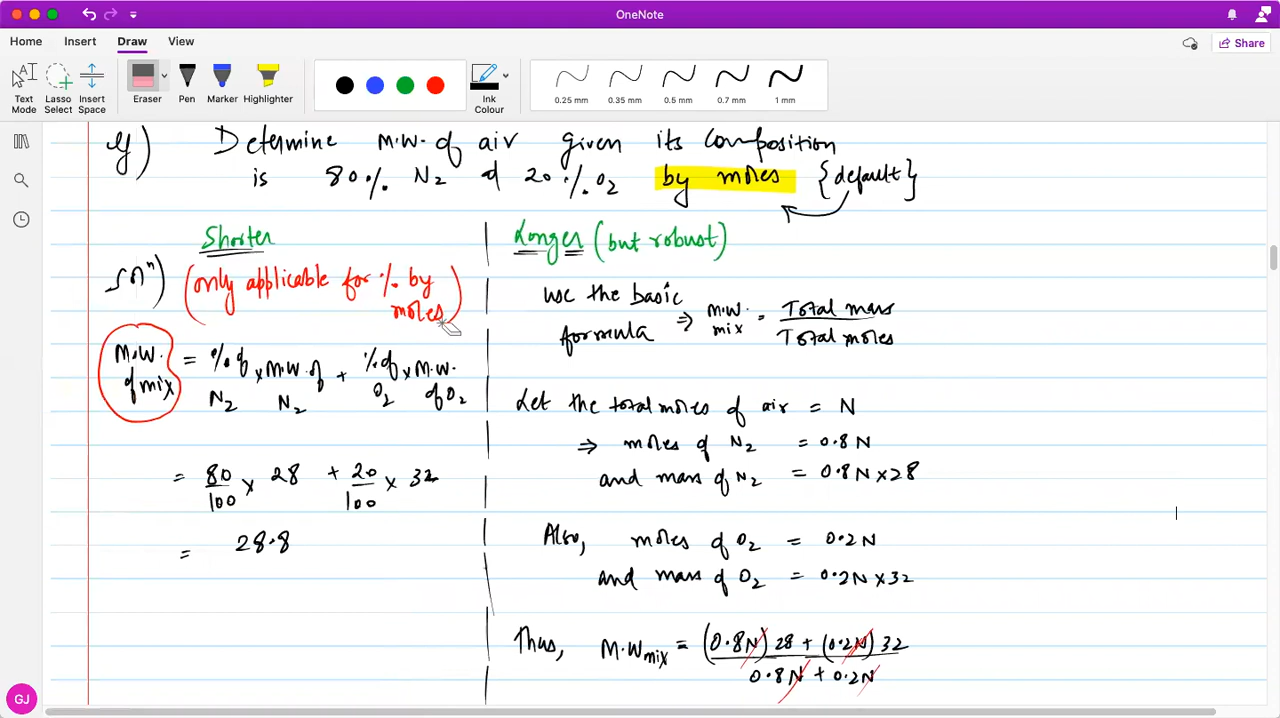 OneNote
Home Insert Draw View
Share
Text Mode
Lasso Select
Insert Space
Eraser
Pen
Marker
Highlighter
Ink Colour
0.25 mm 0.35 mm 0.5 mm 0.7 mm 1 mm
Determine M.W. of air given its composition
is 80% N2 d 20% O2 by moles {default}
Shorter
Soln) (only applicable for % by
moles)
M.W. of mix = % of N2 × M.W. of N2 + % of O2 × M.W. of O2
= 80/100 × 28 + 20/100 × 32
= 28.8
Longer (but robust)
Use the basic
formula ⇒ M.W. mix = Total mass / Total moles
Let the total moles of air = N
⇒ moles of N2 = 0.8N
and mass of N2 = 0.8N × 28
Also, moles of O2 = 0.2N
and mass of O2 = 0.2N × 32
Thus, M.Wmix = (0.8N) 28 + (0.2N) 32 / 0.8N + 0.2N
GJ